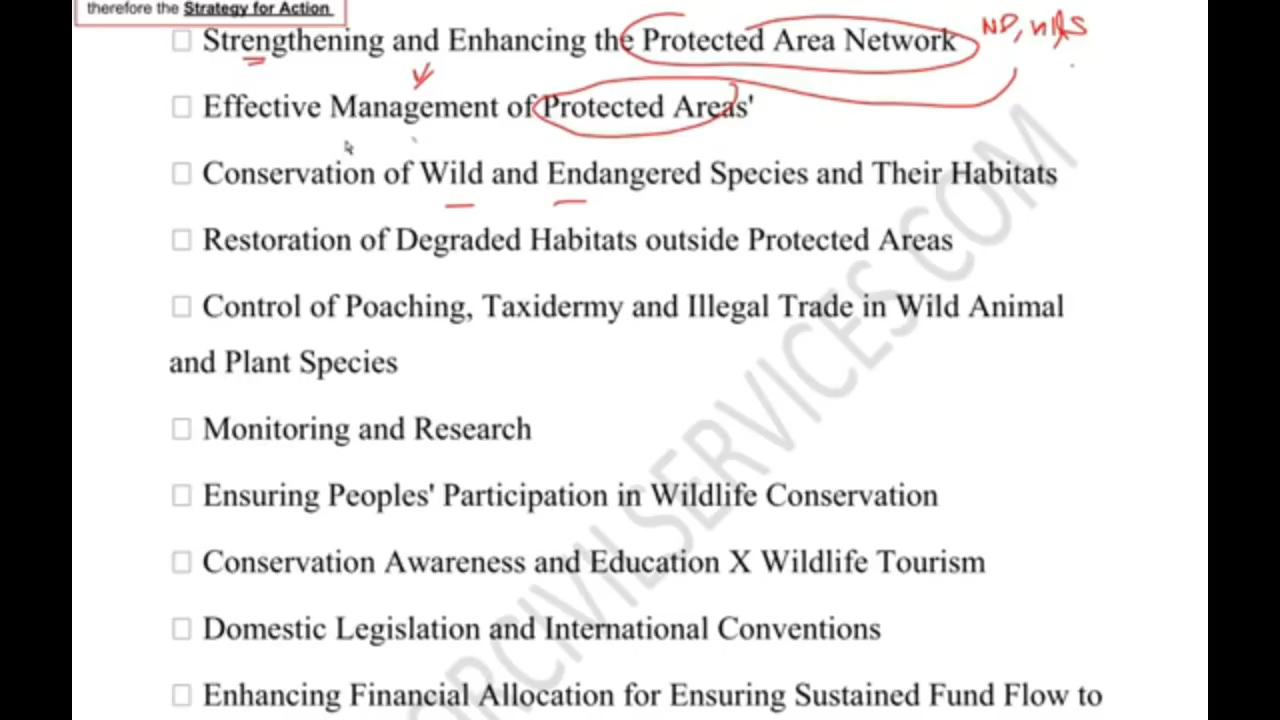 therefore the Strategy for Action
Strengthening and Enhancing the Protected Area Network
Effective Management of Protected Areas'
Conservation of Wild and Endangered Species and Their Habitats
Restoration of Degraded Habitats outside Protected Areas
Control of Poaching, Taxidermy and Illegal Trade in Wild Animal
and Plant Species
Monitoring and Research
Ensuring Peoples' Participation in Wildlife Conservation
Conservation Awareness and Education X Wildlife Tourism
Domestic Legislation and International Conventions
Enhancing Financial Allocation for Ensuring Sustained Fund Flow to
ORCIVILSERVICES.COM